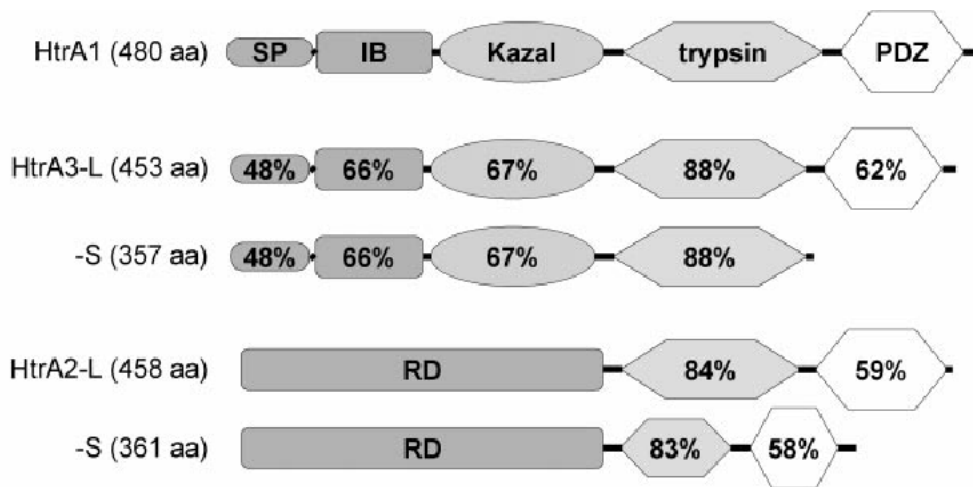 HtrA1 (480 aa) SP IB Kazal trypsin PDZ
HtrA3-L (453 aa) 48% 66% 67% 88% 62%
-S (357 aa) 48% 66% 67% 88%
HtrA2-L (458 aa) RD 84% 59%
-S (361 aa) RD 83% 58%